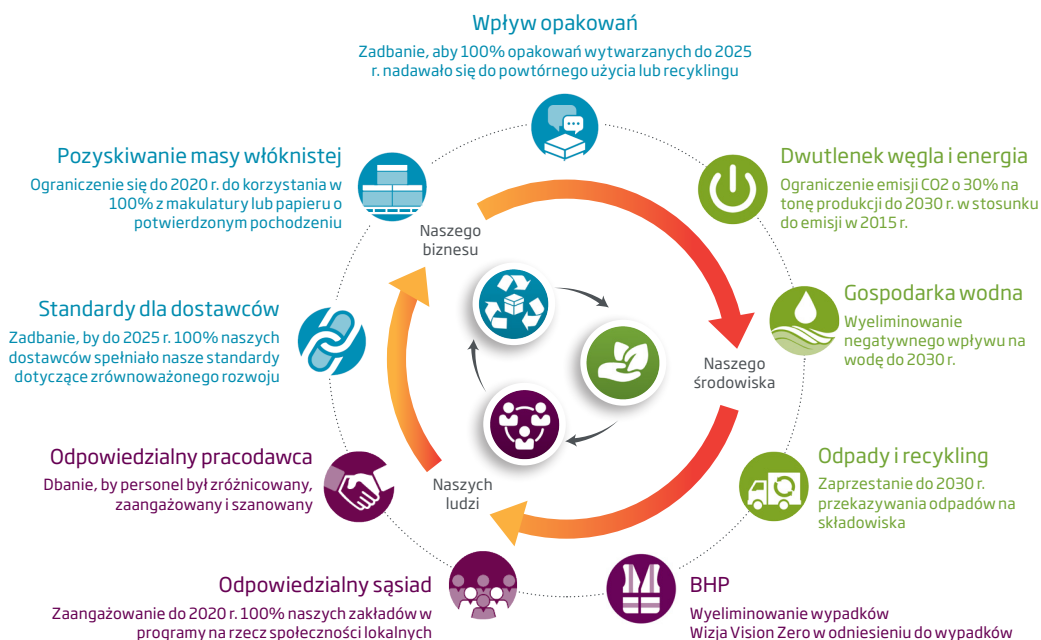 Wpływ opakowań
Zadbanie, aby 100% opakowań wytwarzanych do 2025
r. nadawało się do powtórnego użycia lub recyklingu
Pozyskiwanie masy włóknistej
Ograniczenie się do 2020 r. do korzystania w
100% z makulatury lub papieru o
potwierdzonym pochodzeniu
Dwutlenek węgla i energia
Ograniczenie emisji CO2 o 30% na
tonę produkcji do 2030 r. w stosunku
do emisji w 2015 r.
Naszego
biznesu
Standardy dla dostawców
Zadbanie, by do 2025 r. 100% naszych
dostawców spełniało nasze standardy
dotyczące zrównoważonego rozwoju
Gospodarka wodna
Wyeliminowanie
negatywnego wpływu na
wodę do 2030 r.
Naszego
środowiska
Odpowiedzialny pracodawca
Dbanie, by personel był zróżnicowany,
zaangażowany i szanowany
Naszych
ludzi
Odpady i recykling
Zaprzestanie do 2030 r.
przekazywania odpadów na
składowiska
Odpowiedzialny sąsiad
Zaangażowanie do 2020 r. 100% naszych zakładów w
programy na rzecz społeczności lokalnych
BHP
Wyeliminowanie wypadków
Wizja Vision Zero w odniesieniu do wypadków